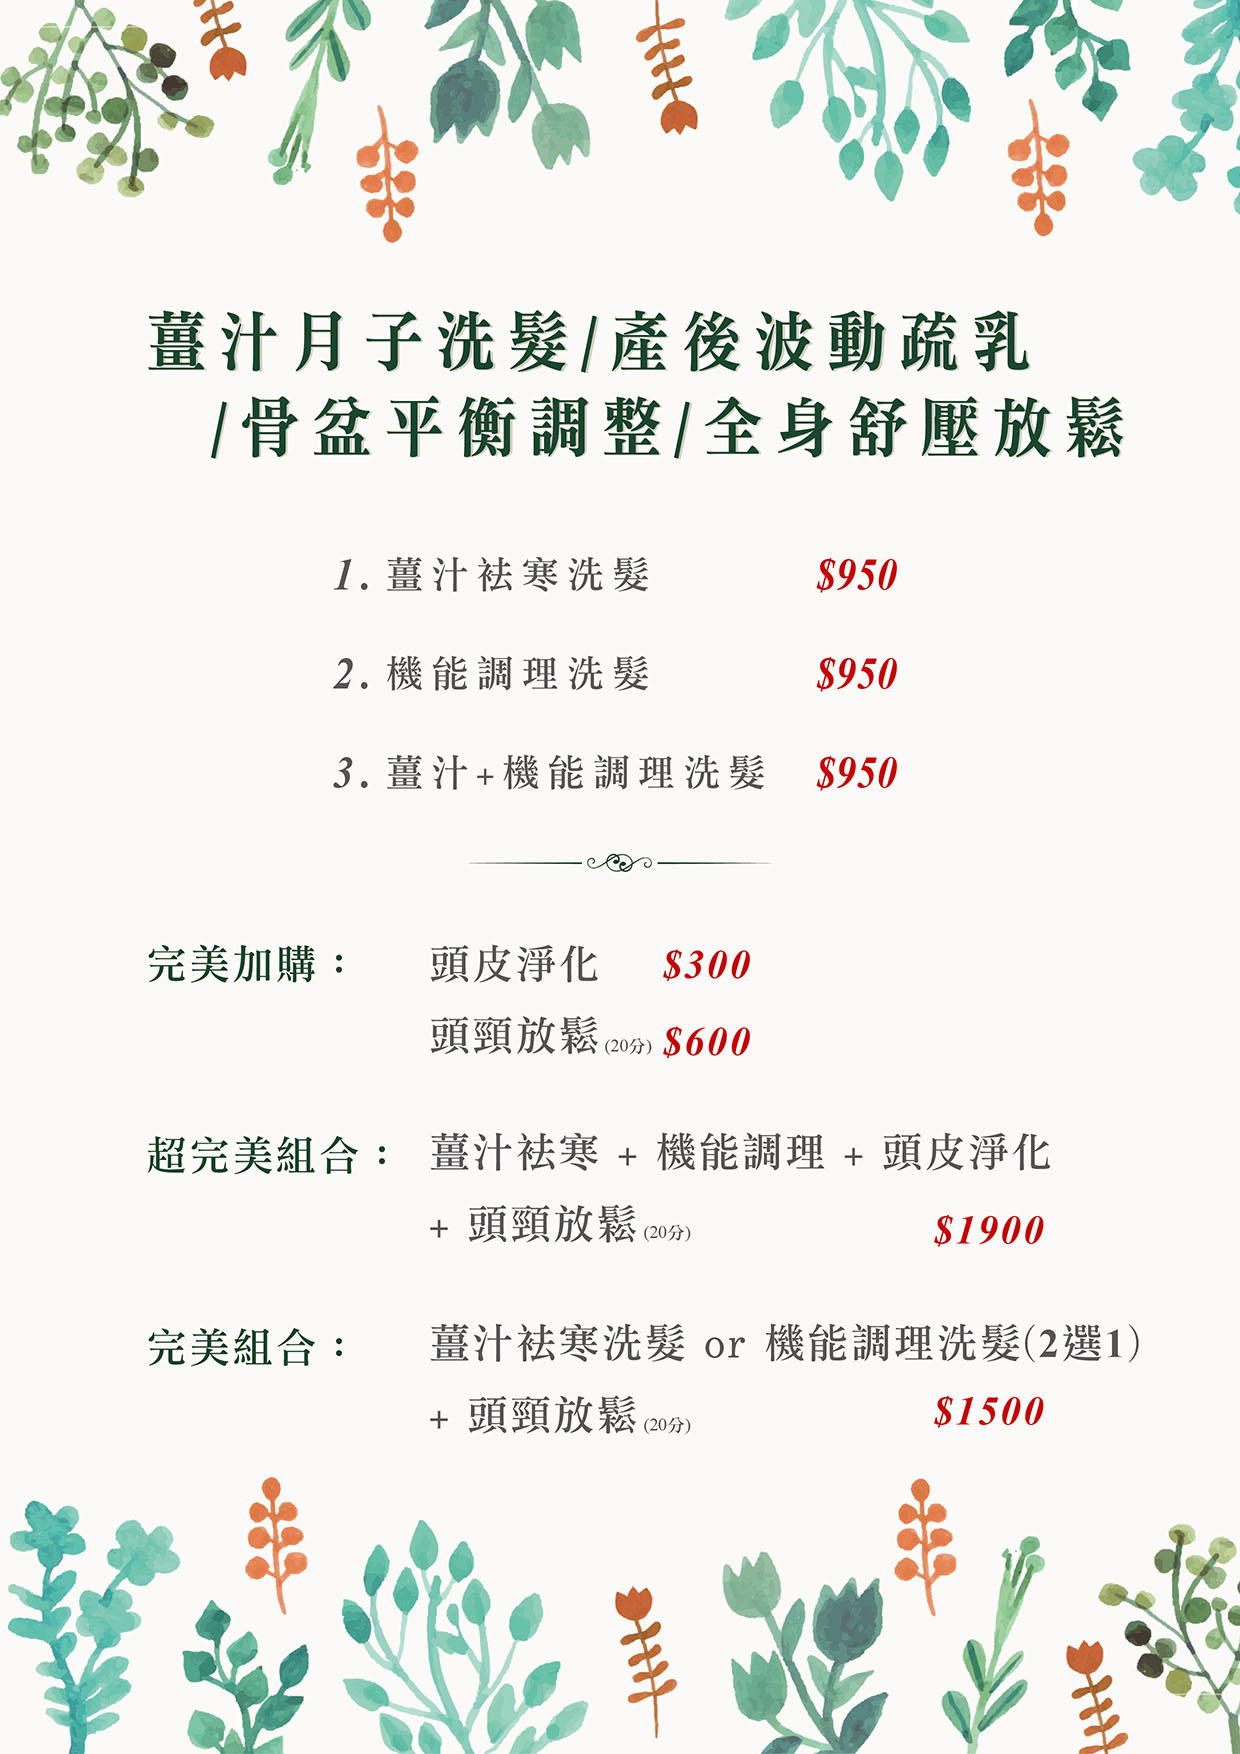 薑汁月子洗髮/產後波動疏乳
/骨盆平衡調整/全身舒壓放鬆
1. 薑汁袪寒洗髮 $950
2. 機能調理洗髮 $950
3. 薑汁+機能調理洗髮 $950
完美加購： 頭皮淨化 $300
頭頸放鬆(20分) $600
超完美組合： 薑汁袪寒 + 機能調理 + 頭皮淨化
+ 頭頸放鬆(20分) $1900
完美組合： 薑汁袪寒洗髮 or 機能調理洗髮(2選1)
+ 頭頸放鬆(20分) $1500